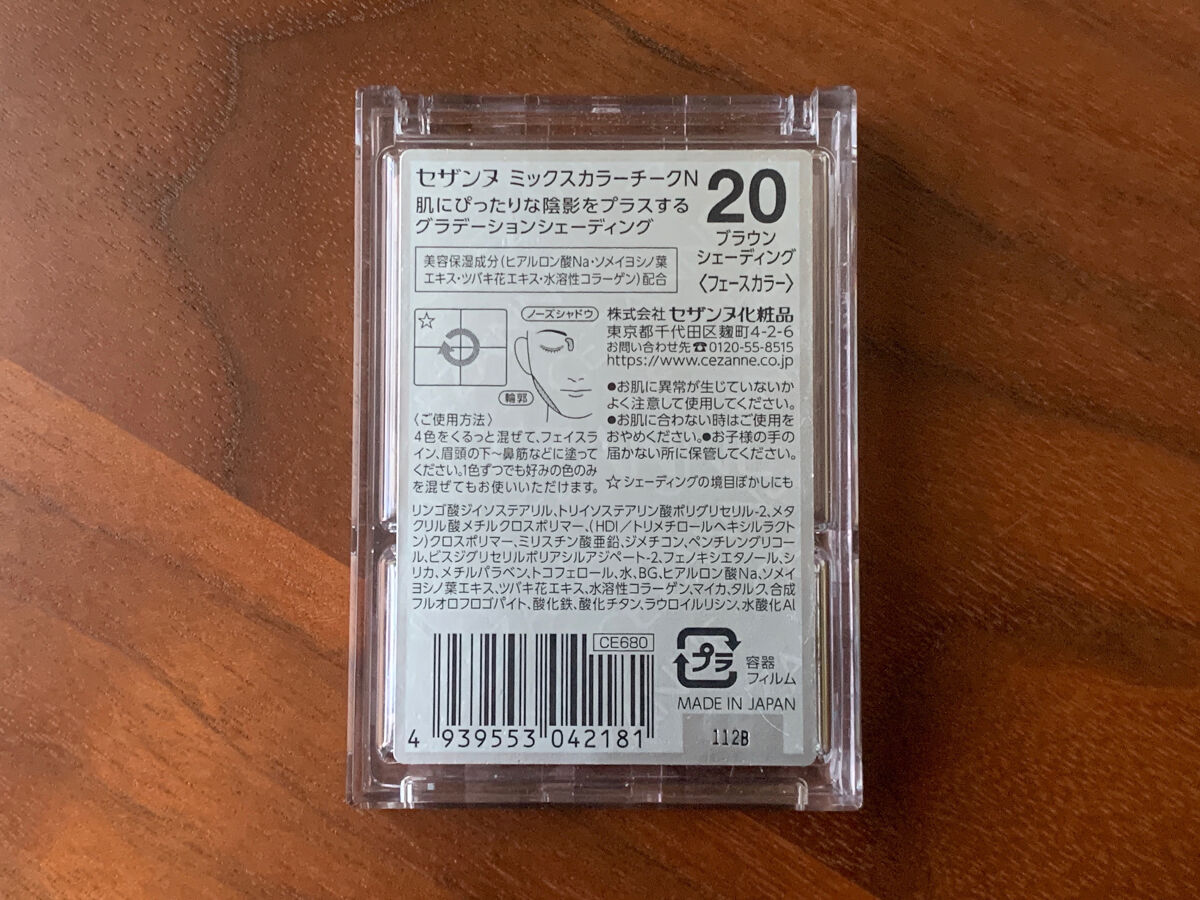 セザンヌ ミックスカラーチークN
肌にぴったりな陰影をプラスする
グラデーションシェーディング
20
ブラウン
シェーディング
〈フェースカラー〉
美容保湿成分(ヒアルロン酸Na・ソメイヨシノ葉
エキス・ツバキ花エキス・水溶性コラーゲン)配合
☆
ノーズシャドウ
輪郭
〈ご使用方法〉
4色をくるっと混ぜて、フェイスラ
イン、眉頭の下〜鼻筋などに塗って
ください。1色ずつでも好みの色のみ
を混ぜてもお使いいただけます。
株式会社 セザンヌ化粧品
東京都千代田区麹町4-2-6
お問い合わせ先☎0120-55-8515
https://www.cezanne.co.jp
●お肌に異常が生じていないか
よく注意して使用してください。
●お肌に合わない時はご使用を
おやめください。●お子様の手の
届かない所に保管してください。
☆シェーディングの境目ぼかしにも
リンゴ酸ジイソステアリル、トリイソステアリン酸ポリグリセリル-2、メタ
クリル酸メチルクロスポリマー、(HDI/トリメチロールヘキシルラクト
ン)クロスポリマー、ミリスチン酸亜鉛、ジメチコン、ペンチレングリコー
ル、ビスジグリセリルポリアシルアジペート-2、フェノキシエタノール、シ
リカ、メチルパラベン、トコフェロール、水、BG、ヒアルロン酸Na、ソメイ
ヨシノ葉エキス、ツバキ花エキス、水溶性コラーゲン、マイカ、タルク、合成
フルオロフロゴパイト、酸化鉄、酸化チタン、ラウロイルリシン、水酸化Al
CE680
4 939553 042181
プラ
容器
フィルム
MADE IN JAPAN
112B